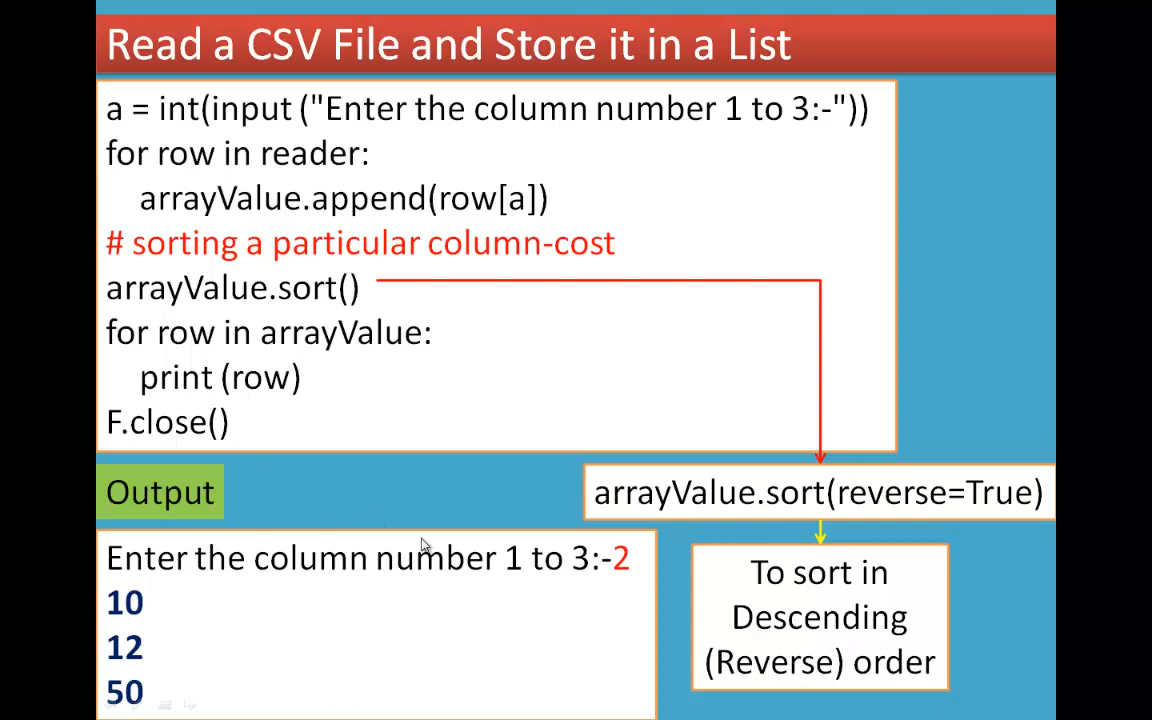 Read a CSV File and Store it in a List
a = int(input ("Enter the column number 1 to 3:-"))
for row in reader:
    arrayValue.append(row[a])
# sorting a particular column-cost
arrayValue.sort()
for row in arrayValue:
    print (row)
F.close()
Output
arrayValue.sort(reverse=True)
Enter the column number 1 to 3:-2
10
12
50
To sort in
Descending
(Reverse) order